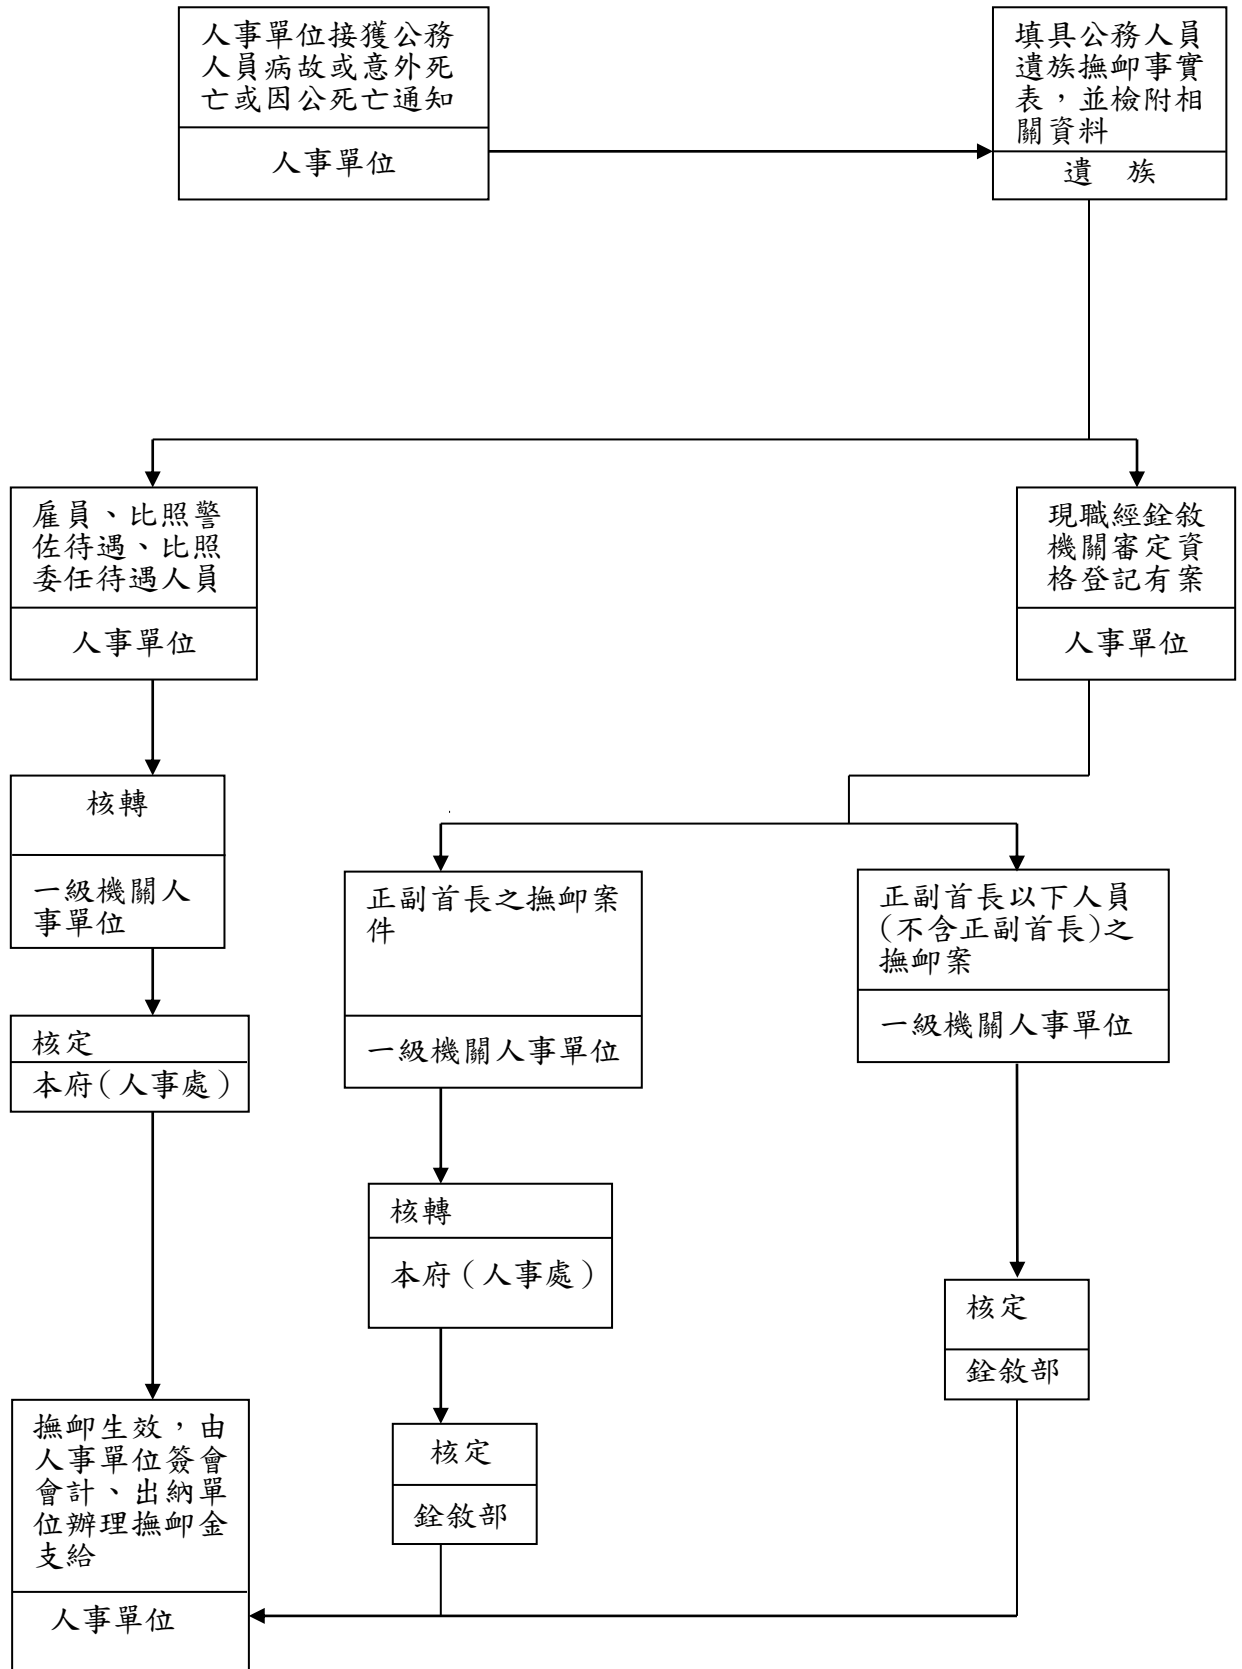 人事單位接獲公務
人員病故或意外死
亡或因公死亡通知
人事單位
填具公務人員
遺族撫卹事實
表，並檢附相
關資料
遺　族
雇員、比照警
佐待遇、比照
委任待遇人員
人事單位
現職經銓敘
機關審定資
格登記有案
人事單位
核轉
一級機關人
事單位
正副首長之撫卹案
件
一級機關人事單位
正副首長以下人員
(不含正副首長)之
撫卹案
一級機關人事單位
核定
本府(人事處)
核轉
本府(人事處)
核定
銓敘部
核定
銓敘部
撫卹生效，由
人事單位簽會
會計、出納單
位辦理撫卹金
支給
人事單位